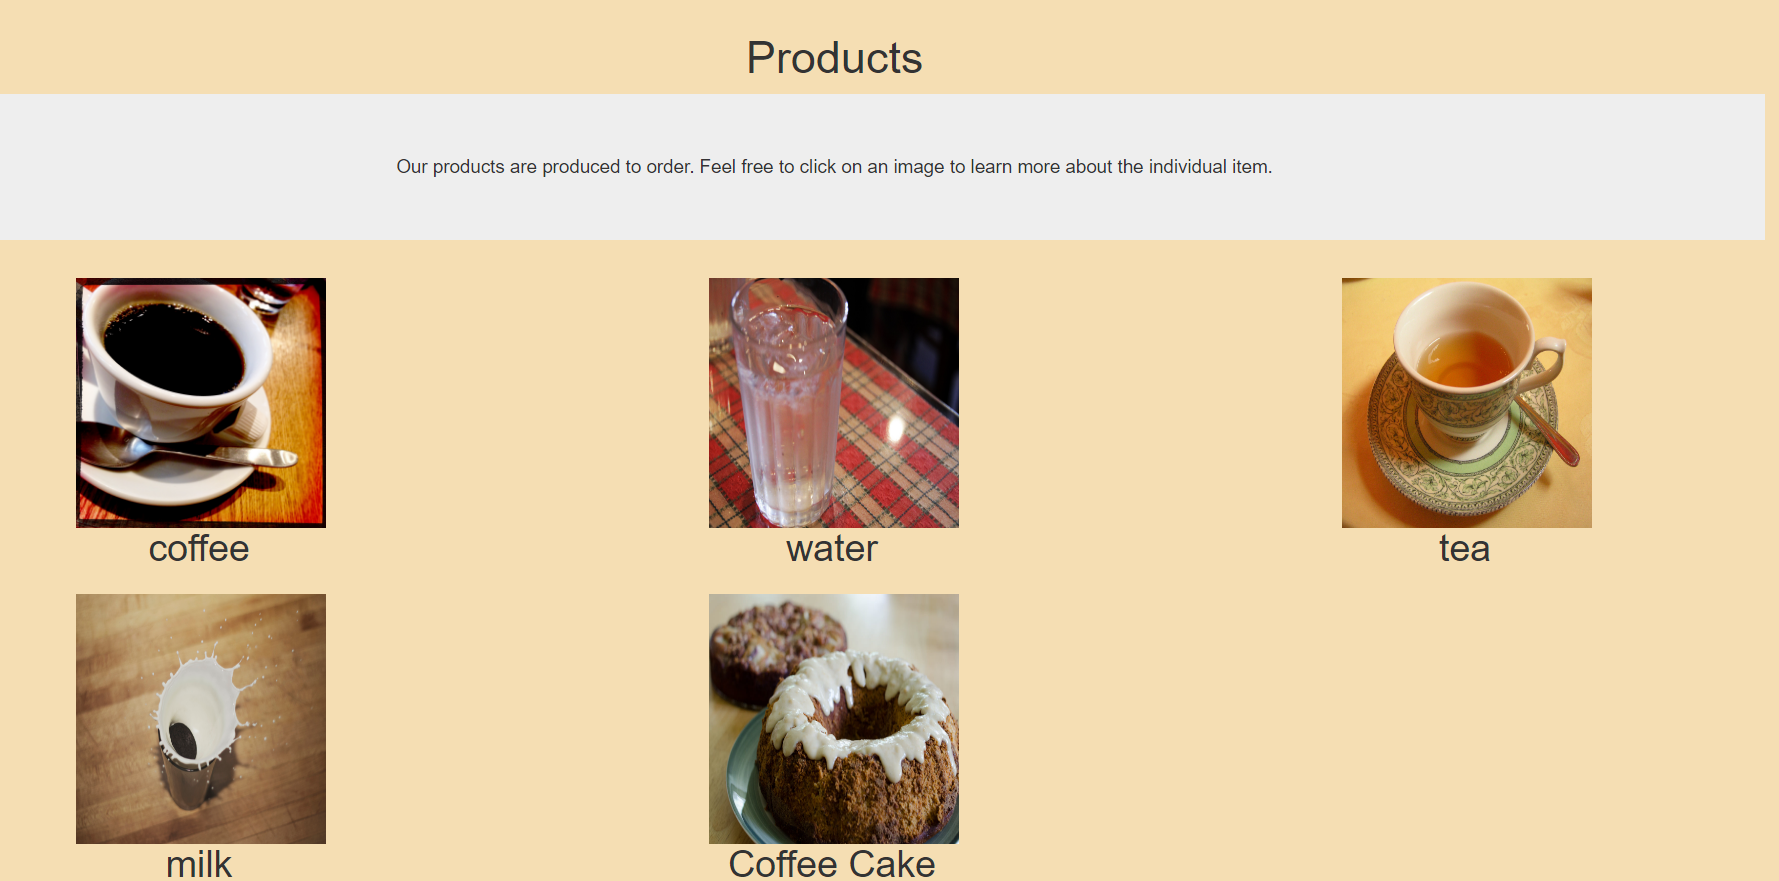 Products
Our products are produced to order. Feel free to click on an image to learn more about the individual item.
coffee
water
tea
milk
Coffee Cake